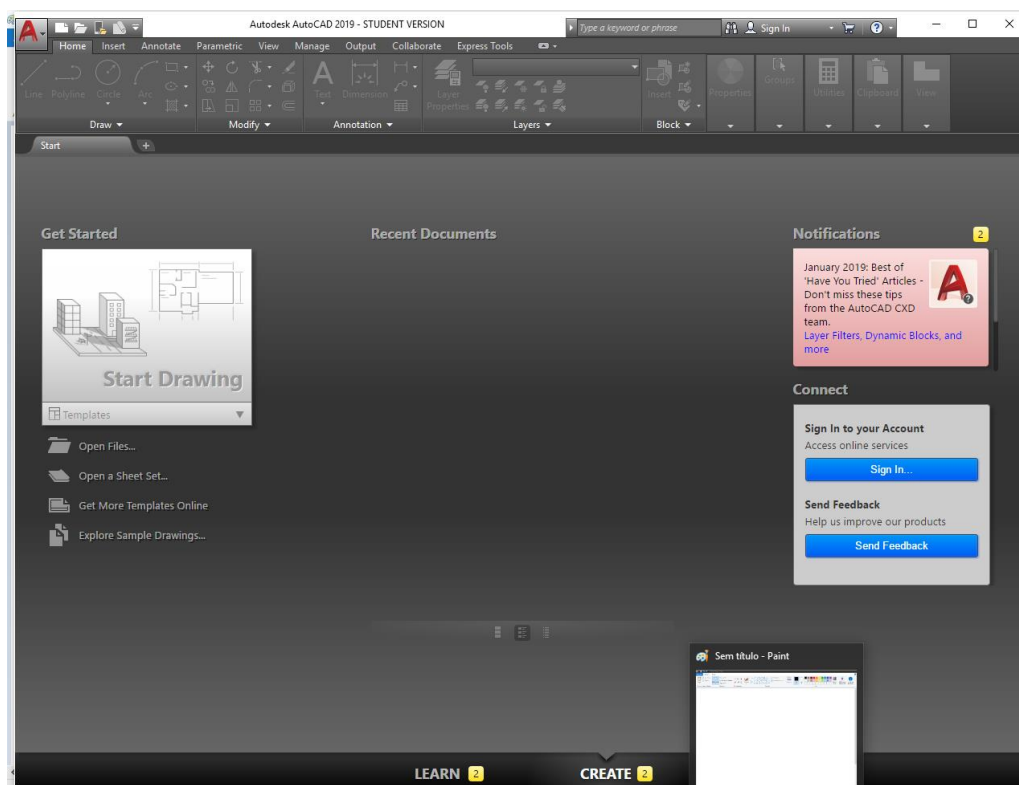 Autodesk AutoCAD 2019 - STUDENT VERSION
Type a keyword or phrase
Sign In
Home Insert Annotate Parametric View Manage Output Collaborate Express Tools
Line Polyline Circle Arc
Text Dimension
Layer Properties
Insert
Properties
Groups
Utilities
Clipboard
View
Draw
Modify
Annotation
Layers
Block
Start
Get Started
Start Drawing
Templates
Open Files...
Open a Sheet Set...
Get More Templates Online
Explore Sample Drawings...
Recent Documents
Notifications 2
January 2019: Best of
'Have You Tried' Articles -
Don't miss these tips
from the AutoCAD CXD
team.
Layer Filters, Dynamic Blocks, and
more
Connect
Sign In to your Account
Access online services
Sign In...
Send Feedback
Help us improve our products
Send Feedback
Sem título - Paint
LEARN 2
CREATE 2